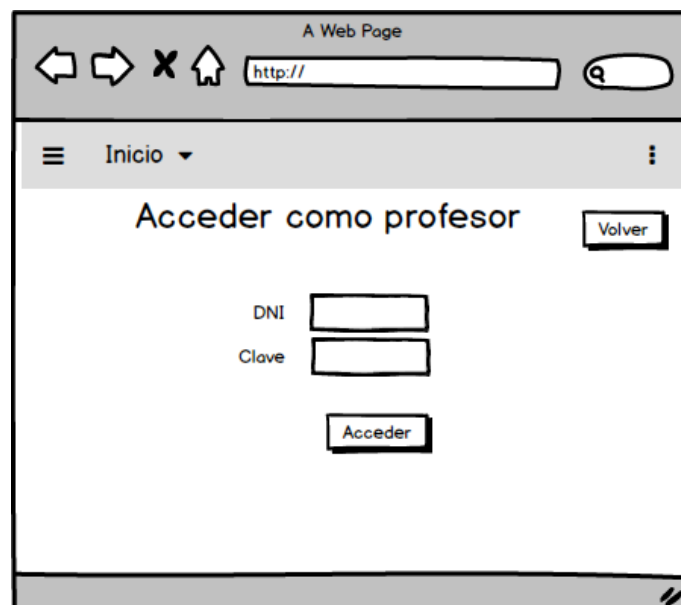 A Web Page
http://
Inicio
Acceder como profesor
Volver
DNI
Clave
Acceder